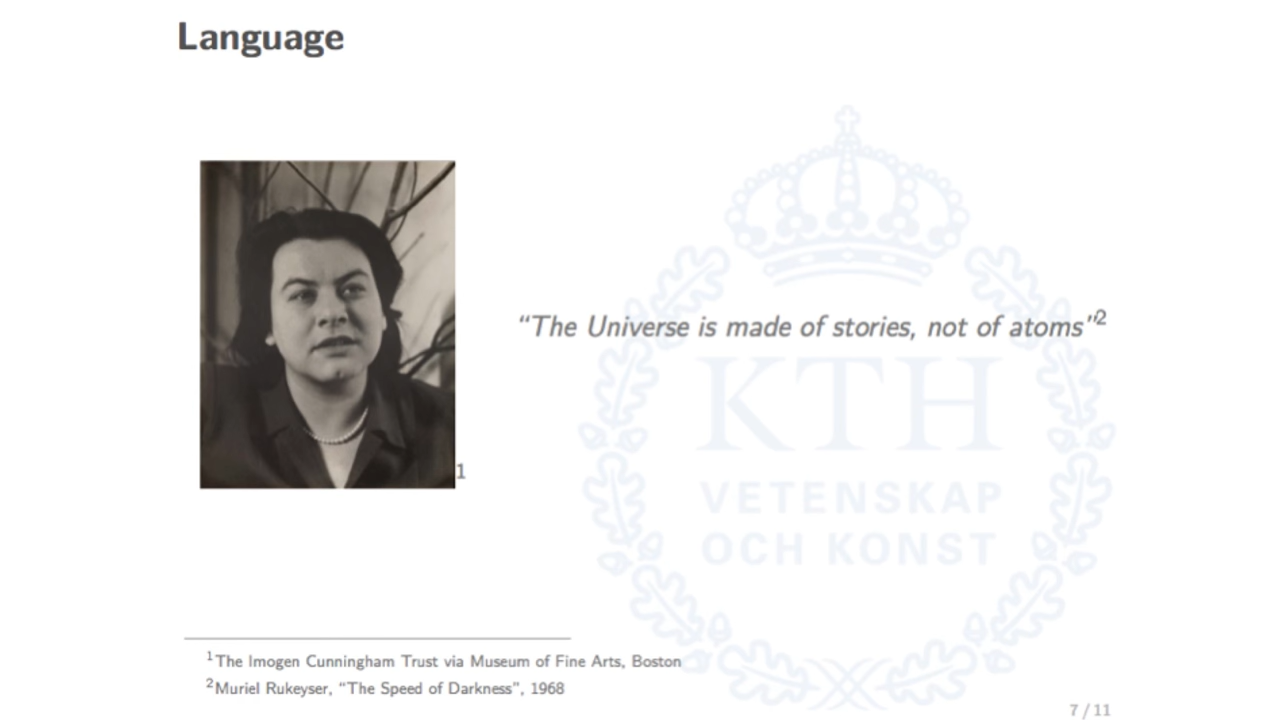 Language
“The Universe is made of stories, not of atoms”2
1
KTH
VETENSKAP
OCH KONST
1The Imogen Cunningham Trust via Museum of Fine Arts, Boston
2Muriel Rukeyser, “The Speed of Darkness”, 1968
7 / 11